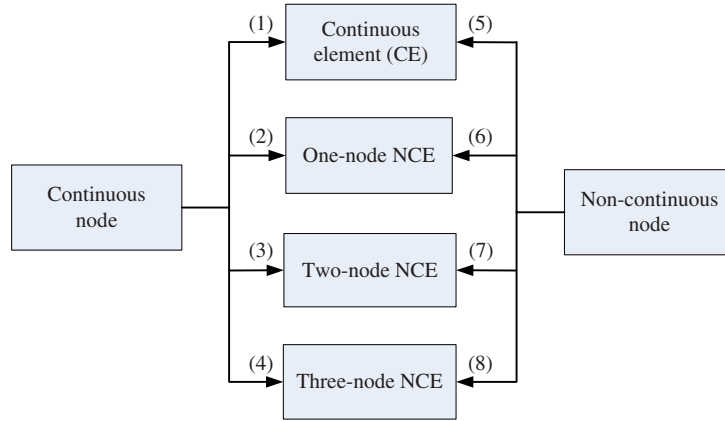 (1)
Continuous
element (CE)
(5)
(2)
One-node NCE
(6)
Continuous
node
Non-continuous
node
(3)
Two-node NCE
(7)
(4)
Three-node NCE
(8)